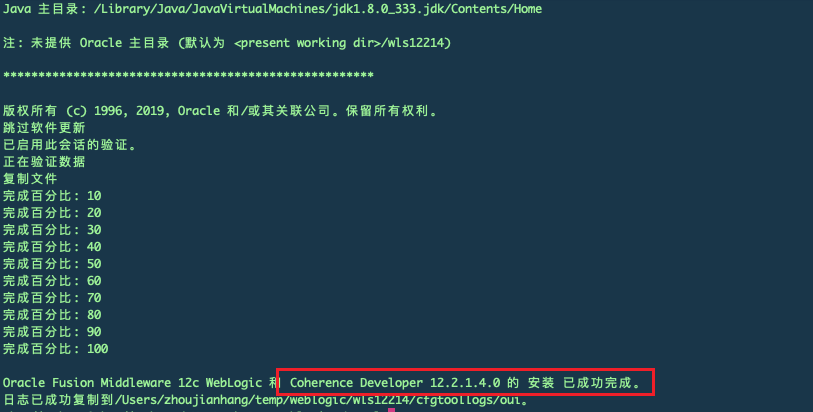 Java 主目录: /Library/Java/JavaVirtualMachines/jdk1.8.0_333.jdk/Contents/Home
注: 未提供 Oracle 主目录 (默认为 <present working dir>/wls12214)
*****************************************************
版权所有 (c) 1996, 2019, Oracle 和/或其关联公司。保留所有权利。
跳过软件更新
已启用此会话的验证。
正在验证数据
复制文件
完成百分比: 10
完成百分比: 20
完成百分比: 30
完成百分比: 40
完成百分比: 50
完成百分比: 60
完成百分比: 70
完成百分比: 80
完成百分比: 90
完成百分比: 100
Oracle Fusion Middleware 12c WebLogic 和 Coherence Developer 12.2.1.4.0 的 安装 已成功完成。
日志已成功复制到/Users/zhoujianhang/temp/weblogic/wls12214/cfgtoollogs/oui。